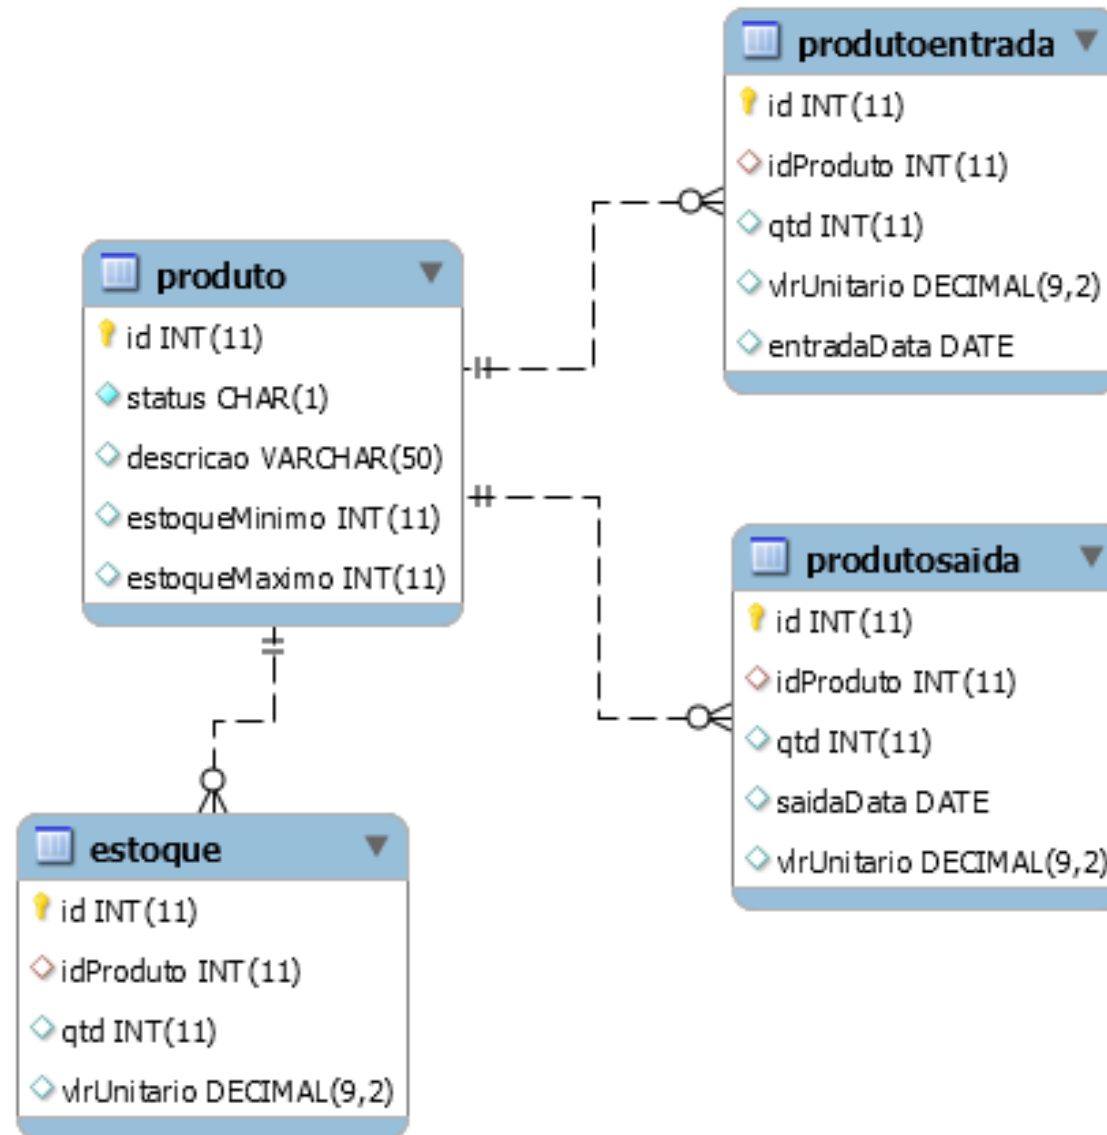 produtoentrada
id INT(11)
idProduto INT(11)
qtd INT(11)
vlrUnitario DECIMAL(9,2)
entradaData DATE
produto
id INT(11)
status CHAR(1)
descricao VARCHAR(50)
estoqueMinimo INT(11)
estoqueMaximo INT(11)
produtosaida
id INT(11)
idProduto INT(11)
qtd INT(11)
saidaData DATE
vlrUnitario DECIMAL(9,2)
estoque
id INT(11)
idProduto INT(11)
qtd INT(11)
vlrUnitario DECIMAL(9,2)